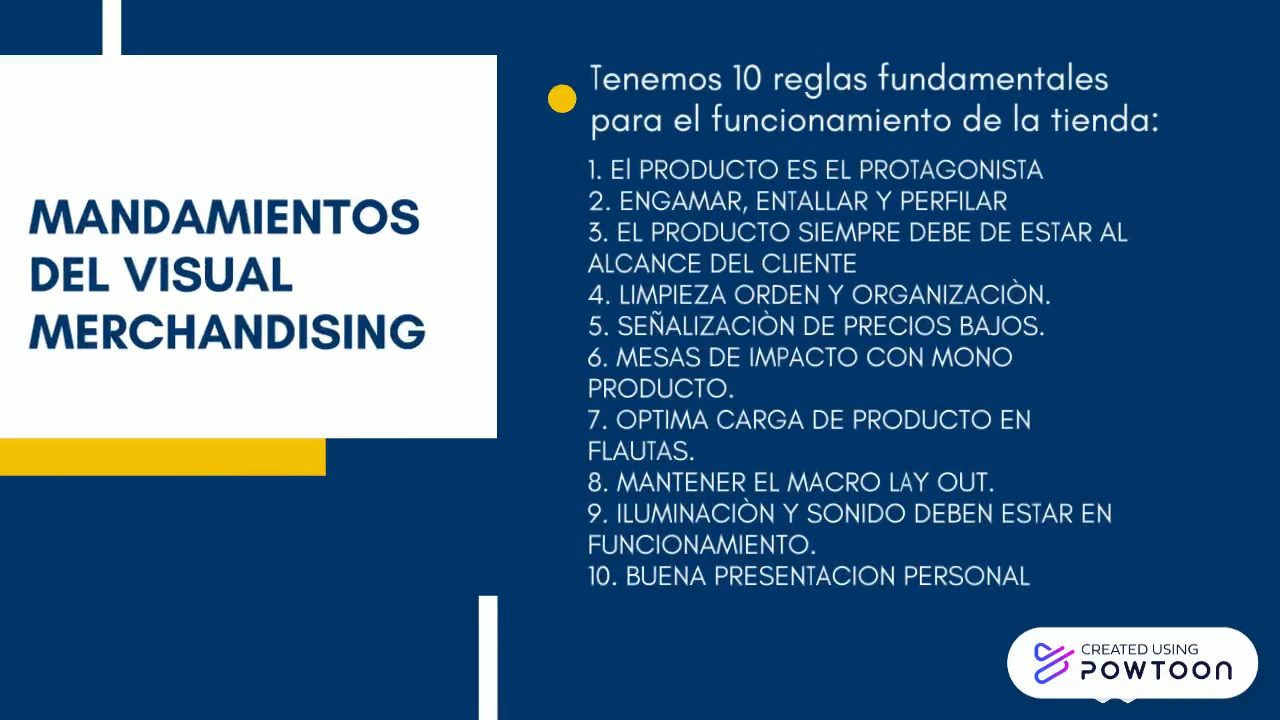 MANDAMIENTOS
DEL VISUAL
MERCHANDISING
Tenemos 10 reglas fundamentales
para el funcionamiento de la tienda:
1. El PRODUCTO ES EL PROTAGONISTA
2. ENGAMAR, ENTALLAR Y PERFILAR
3. EL PRODUCTO SIEMPRE DEBE DE ESTAR AL
ALCANCE DEL CLIENTE
4. LIMPIEZA ORDEN Y ORGANIZACIÒN.
5. SEÑALIZACIÒN DE PRECIOS BAJOS.
6. MESAS DE IMPACTO CON MONO
PRODUCTO.
7. OPTIMA CARGA DE PRODUCTO EN
FLAUTAS.
8. MANTENER EL MACRO LAY OUT.
9. ILUMINACIÒN Y SONIDO DEBEN ESTAR EN
FUNCIONAMIENTO.
10. BUENA PRESENTACION PERSONAL
CREATED USING
POWTOON